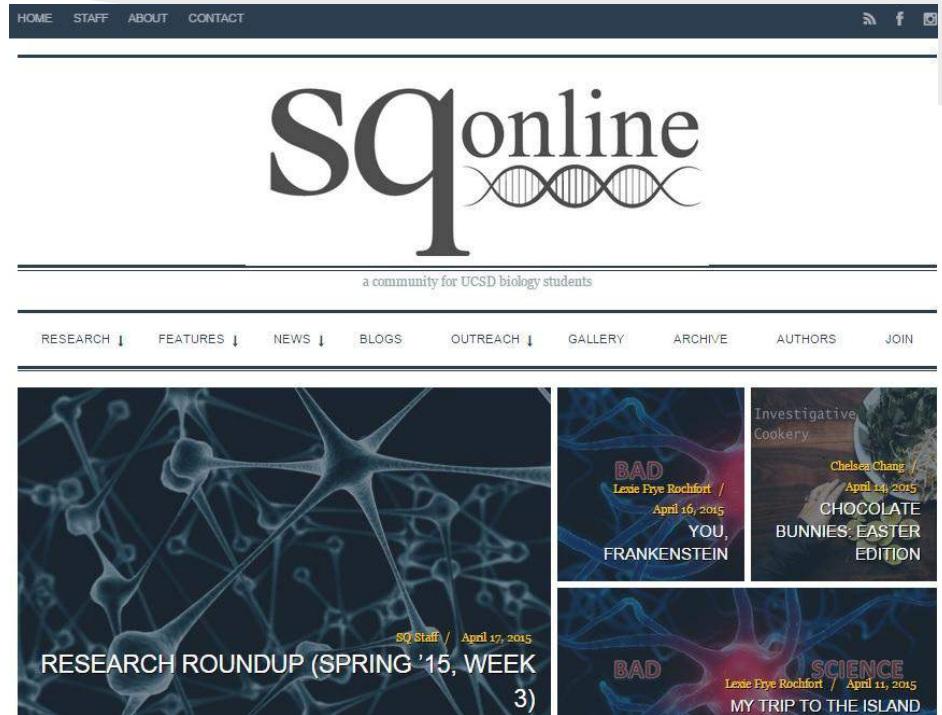 HOME STAFF ABOUT CONTACT
sqonline
a community for UCSD biology students
RESEARCH ↓ FEATURES ↓ NEWS ↓ BLOGS OUTREACH ↓ GALLERY ARCHIVE AUTHORS JOIN
SQ Staff / April 17, 2015
RESEARCH ROUNDUP (SPRING '15, WEEK
3)
BAD
Lexie Frye Rochfort /
April 16, 2015
YOU,
FRANKENSTEIN
Investigative
Cookery
Chelsea Chang /
April 14, 2015
CHOCOLATE
BUNNIES: EASTER
EDITION
BAD SCIENCE
Lexie Frye Rochfort / April 11, 2015
MY TRIP TO THE ISLAND